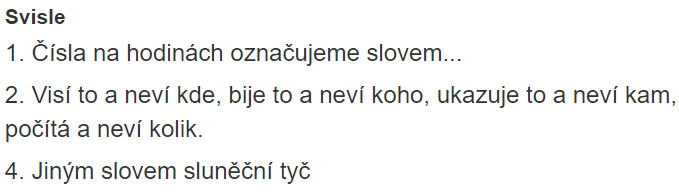 Svisle
1. Čísla na hodinách označujeme slovem...
2. Visí to a neví kde, bije to a neví koho, ukazuje to a neví kam,
počítá a neví kolik.
4. Jiným slovem sluněční tyč